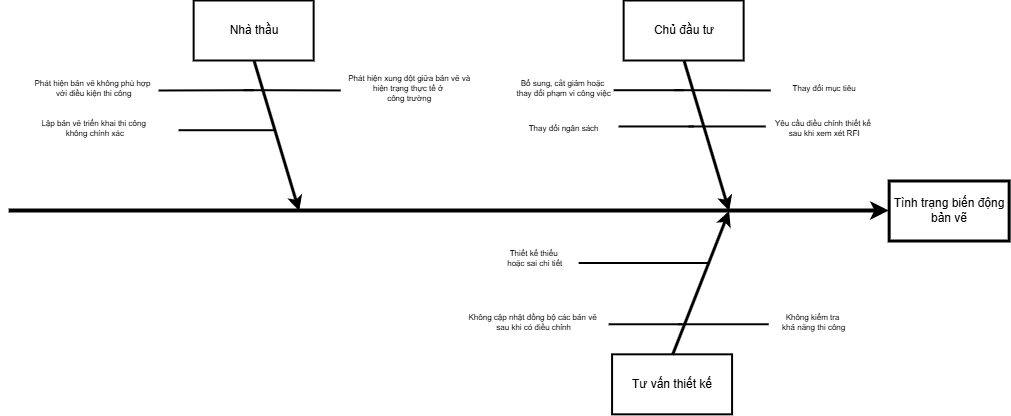 Nhà thầu
Chủ đầu tư
Phát hiện bản vẽ không phù hợp
với điều kiện thi công
Phát hiện xung đột giữa bản vẽ và
hiện trạng thực tế ở
công trường
Bổ sung, cắt giảm hoặc
thay đổi phạm vi công việc
Thay đổi mục tiêu
Lập bản vẽ triển khai thi công
không chính xác
Thay đổi ngân sách
Yêu cầu điều chỉnh thiết kế
sau khi xem xét RFI
Tình trạng biến động
bản vẽ
Thiết kế thiếu
hoặc sai chi tiết
Không cập nhật đồng bộ các bản vẽ
sau khi có điều chỉnh
Không kiểm tra
khả năng thi công
Tư vấn thiết kế